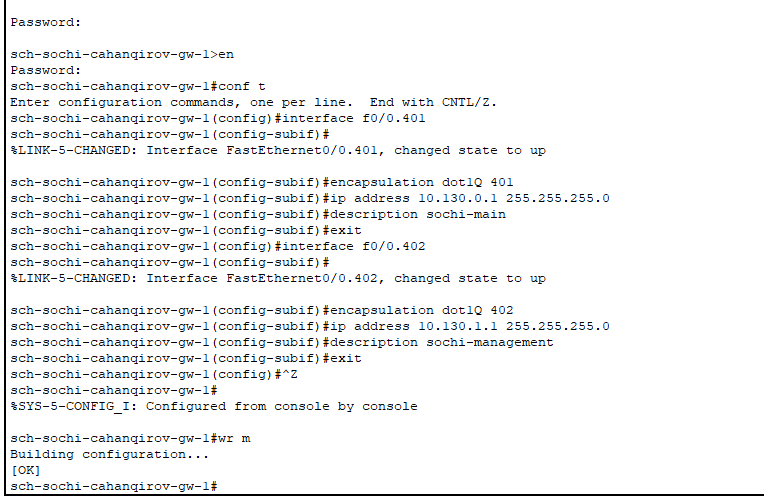 Password:
sch-sochi-cahanqirov-gw-1>en
Password:
sch-sochi-cahanqirov-gw-1#conf t
Enter configuration commands, one per line.  End with CNTL/Z.
sch-sochi-cahanqirov-gw-1(config)#interface f0/0.401
sch-sochi-cahanqirov-gw-1(config-subif)#
%LINK-5-CHANGED: Interface FastEthernet0/0.401, changed state to up
sch-sochi-cahanqirov-gw-1(config-subif)#encapsulation dot1Q 401
sch-sochi-cahanqirov-gw-1(config-subif)#ip address 10.130.0.1 255.255.255.0
sch-sochi-cahanqirov-gw-1(config-subif)#description sochi-main
sch-sochi-cahanqirov-gw-1(config-subif)#exit
sch-sochi-cahanqirov-gw-1(config)#interface f0/0.402
sch-sochi-cahanqirov-gw-1(config-subif)#
%LINK-5-CHANGED: Interface FastEthernet0/0.402, changed state to up
sch-sochi-cahanqirov-gw-1(config-subif)#encapsulation dot1Q 402
sch-sochi-cahanqirov-gw-1(config-subif)#ip address 10.130.1.1 255.255.255.0
sch-sochi-cahanqirov-gw-1(config-subif)#description sochi-management
sch-sochi-cahanqirov-gw-1(config-subif)#exit
sch-sochi-cahanqirov-gw-1(config)#^Z
sch-sochi-cahanqirov-gw-1#
%SYS-5-CONFIG_I: Configured from console by console
sch-sochi-cahanqirov-gw-1#wr m
Building configuration...
[OK]
sch-sochi-cahanqirov-gw-1#